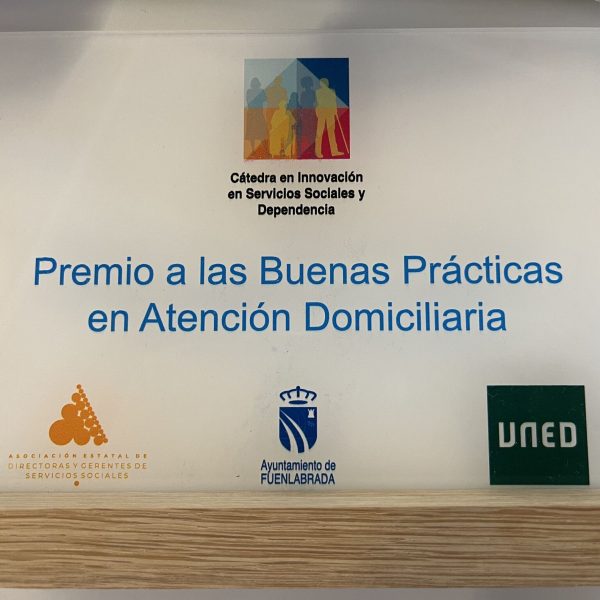 Cátedra en Innovación
en Servicios Sociales y
Dependencia
Premio a las Buenas Prácticas
en Atención Domiciliaria
ASOCIACIÓN ESTATAL DE
DIRECTORAS Y GERENTES DE
SERVICIOS SOCIALES
Ayuntamiento de
FUENLABRADA
UNED